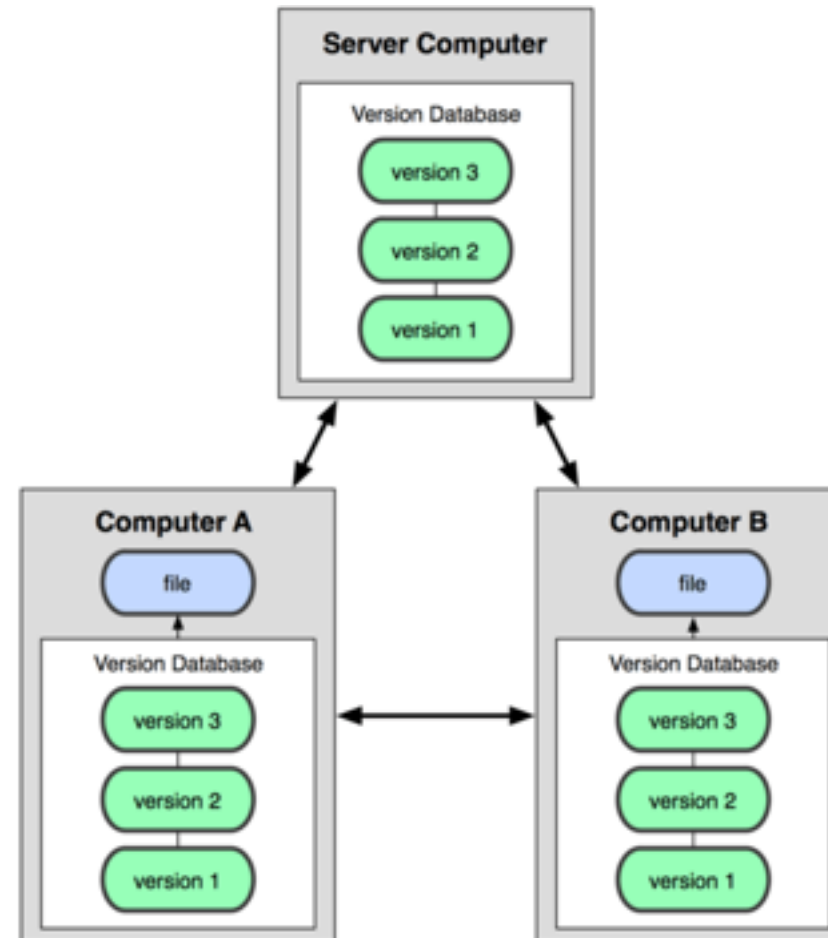 Server Computer
Version Database
version 3
version 2
version 1
Computer A
file
Version Database
version 3
version 2
version 1
Computer B
file
Version Database
version 3
version 2
version 1